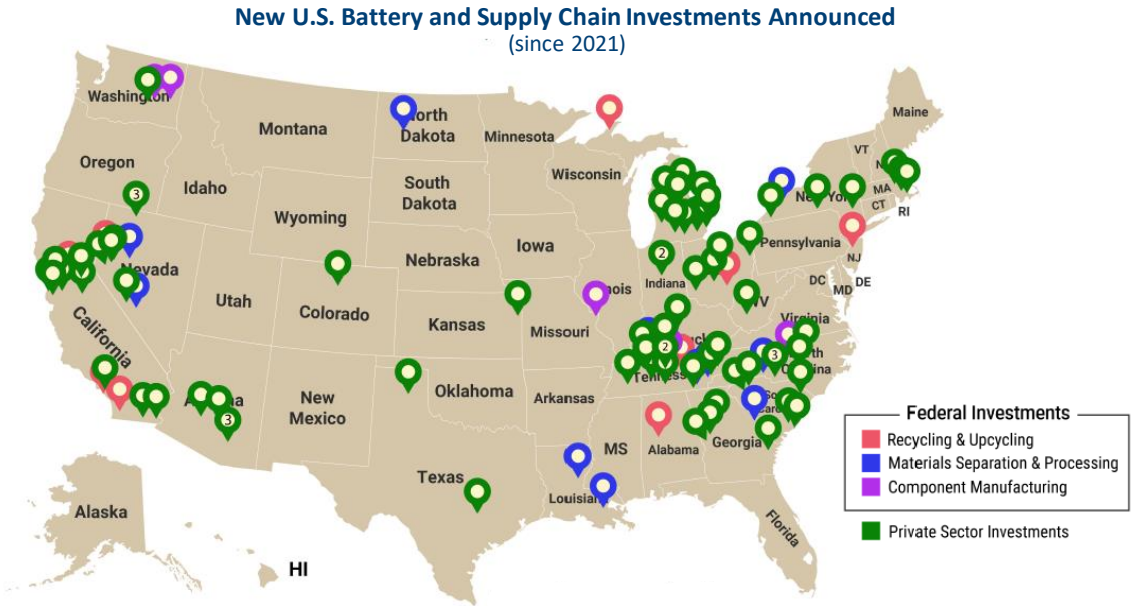 New U.S. Battery and Supply Chain Investments Announced
(since 2021)
Washington
Montana
North
Dakota
Minnesota
Maine
Oregon
Idaho
Wyoming
South
Dakota
Wisconsin
VT
MA
New York
CT
RI
3
Nevada
Utah
Colorado
Nebraska
Iowa
2
Indiana
Pennsylvania
NJ
DC
DE
MD
WV
Virginia
California
Kansas
Missouri
2
3
New
Mexico
Oklahoma
Arkansas
3
Texas
MS
Alabama
Georgia
Florida
Alaska
HI
Federal Investments
Recycling & Upcycling
Materials Separation & Processing
Component Manufacturing
Private Sector Investments